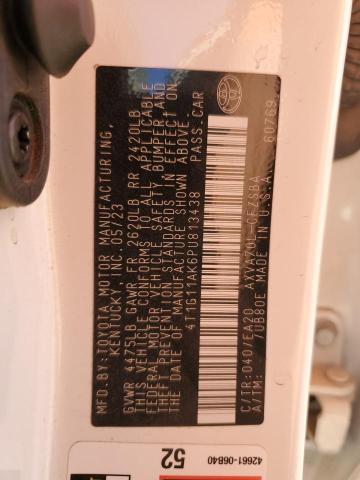 MFD.BY: TOYOTA MOTOR MANUFACTURING,
KENTUCKY, INC. 05/23
GVWR 4475LB GAWR FR 2620LB RR 2420LB
THIS VEHICLE CONFORMS TO ALL APPLICABLE
FEDERAL MOTOR VEHICLE SAFETY, BUMPER, AND
THEFT PREVENTION STANDARDS IN EFFECT ON
THE DATE OF MANUFACTURE SHOWN ABOVE.
4T1G11AK6PU813438 PASS.CAR
C/TR:040/EA20 AXVA70L-CEZSBA
A/TM: /UB80E MADE IN U.S.A. 60769
42661-06B40
52